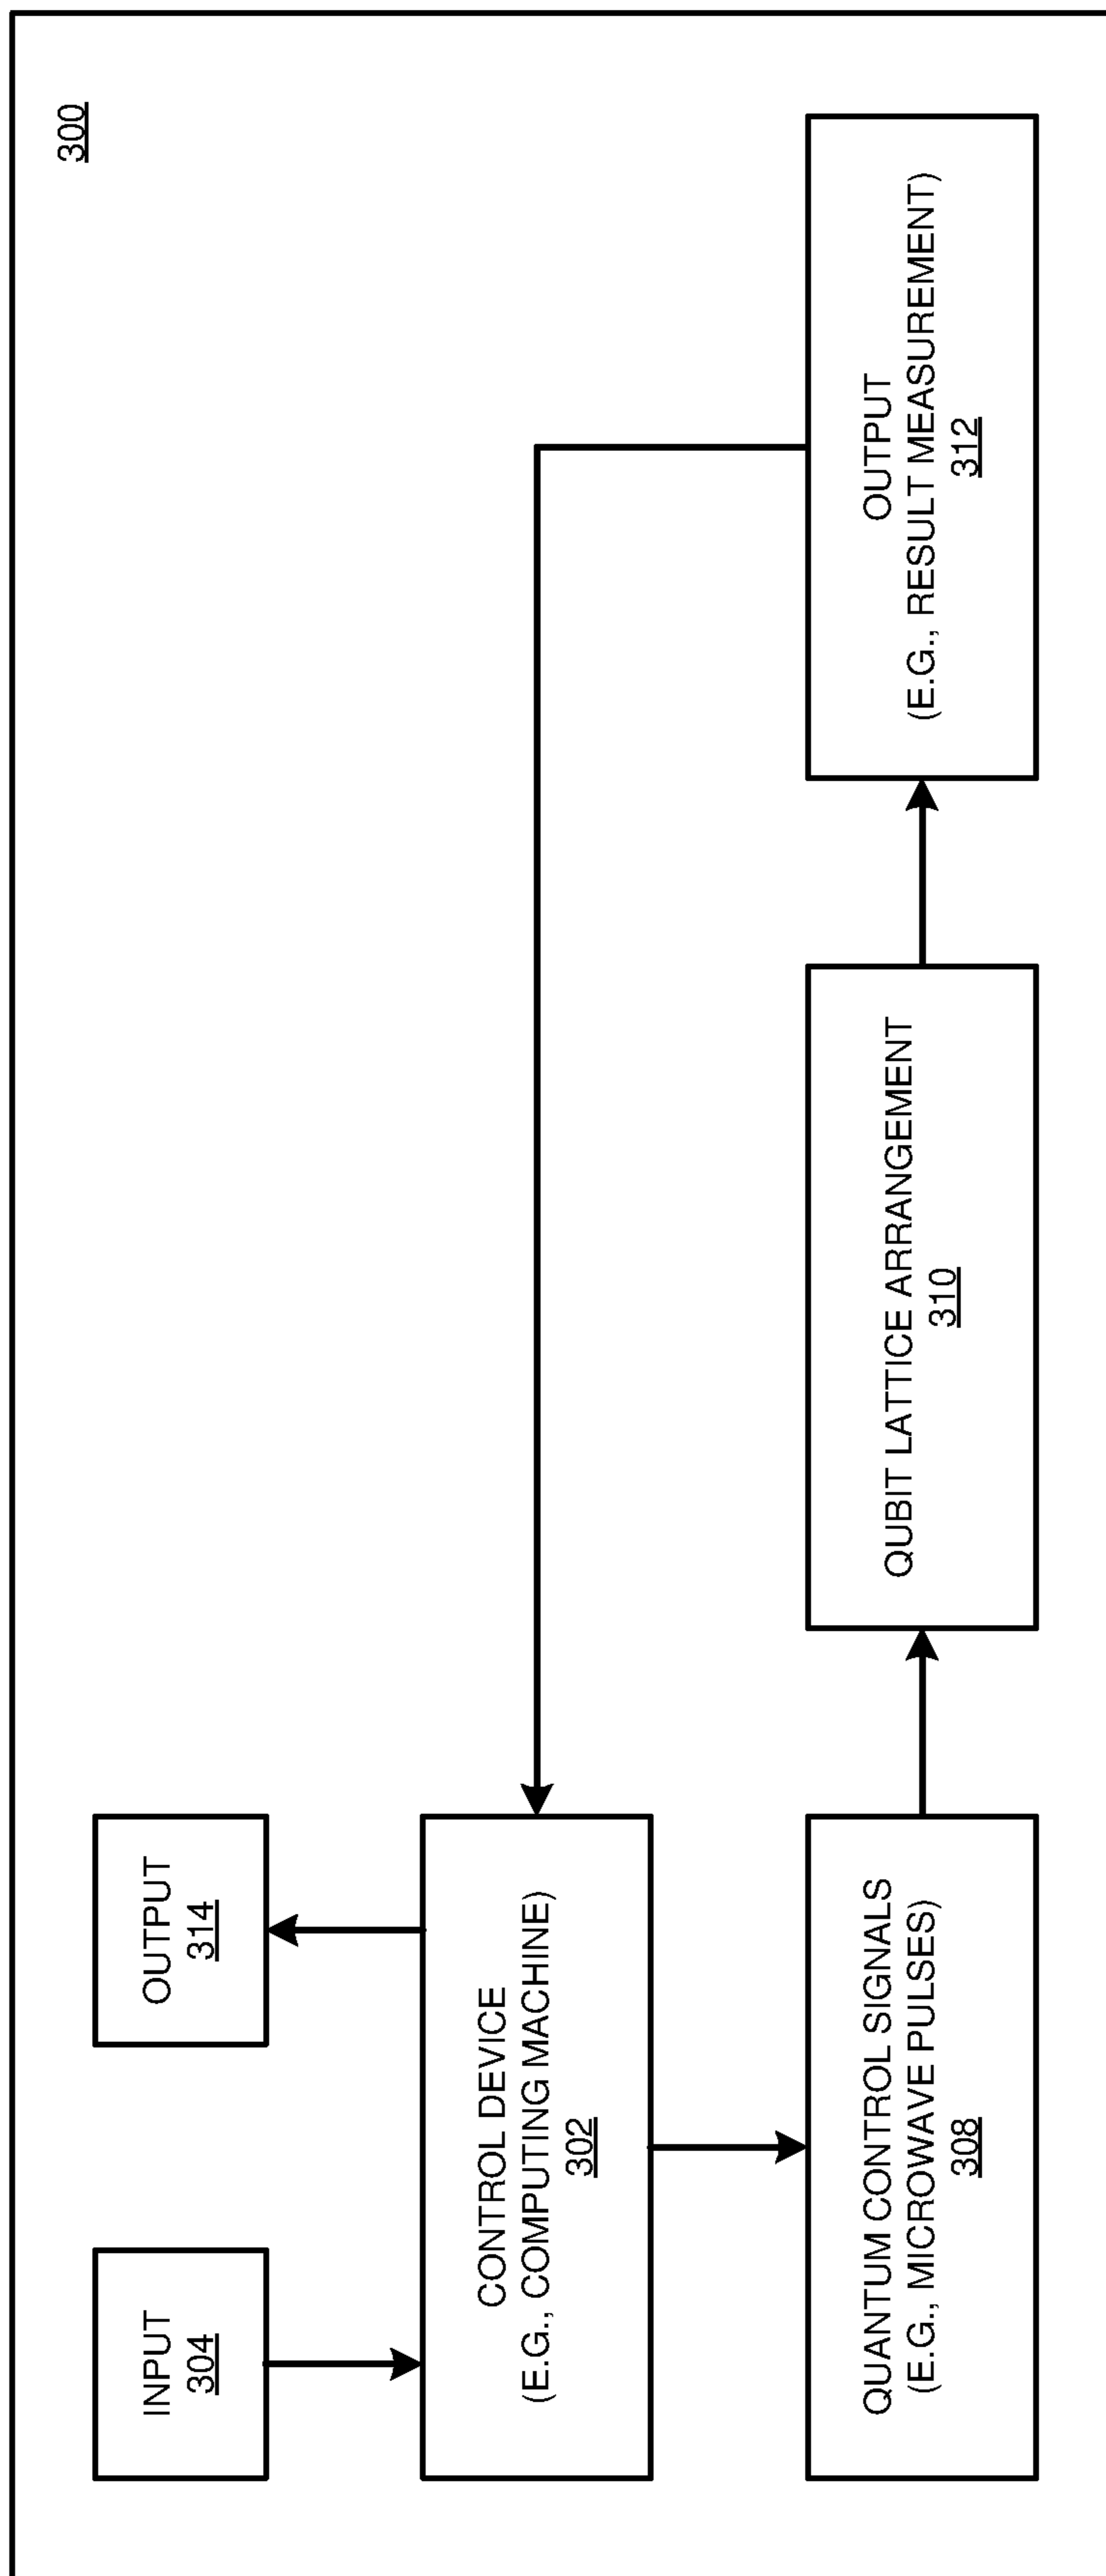 300
INPUT
304
OUTPUT
314
CONTROL DEVICE
(E.G., COMPUTING MACHINE)
302
QUANTUM CONTROL SIGNALS
(E.G., MICROWAVE PULSES)
308
QUBIT LATTICE ARRANGEMENT
310
OUTPUT
(E.G., RESULT MEASUREMENT)
312